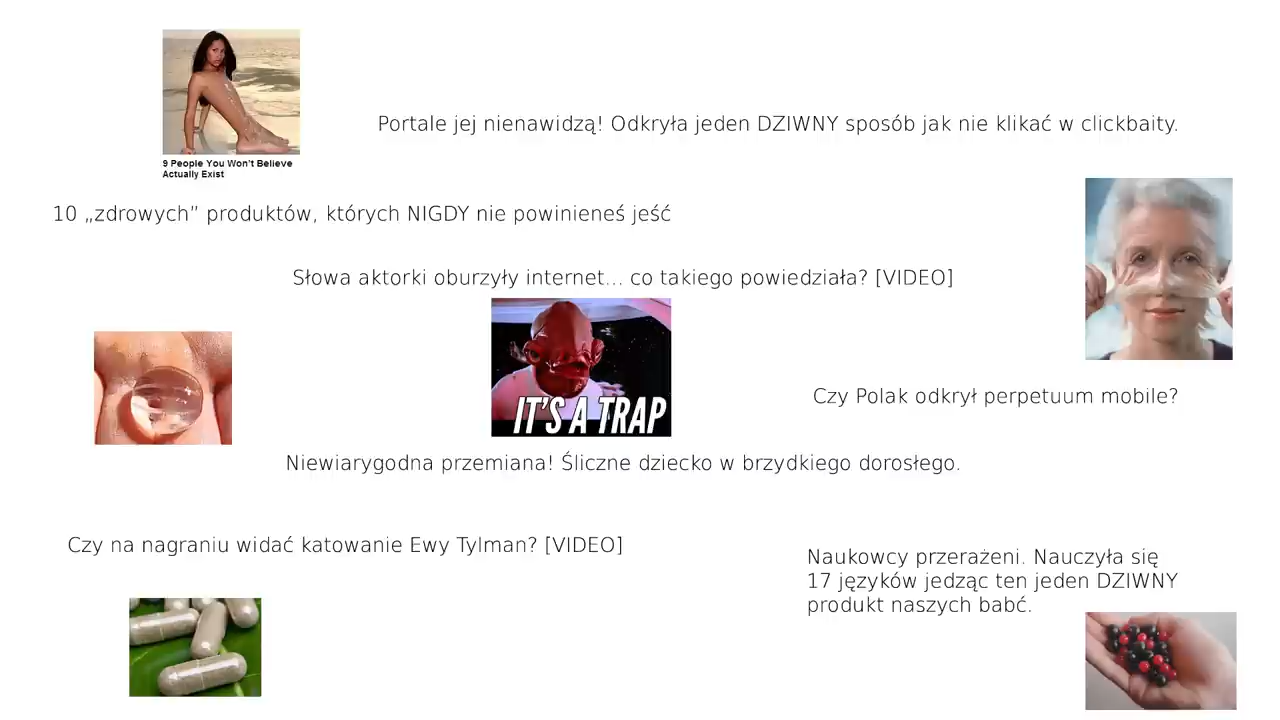 Portale jej nienawidzą! Odkryła jeden DZIWNY sposób jak nie klikać w clickbaity.
9 People You Won't Believe
Actually Exist
10 „zdrowych” produktów, których NIGDY nie powinieneś jeść
Słowa aktorki oburzyły internet... co takiego powiedziała? [VIDEO]
IT'S A TRAP
Czy Polak odkrył perpetuum mobile?
Niewiarygodna przemiana! Śliczne dziecko w brzydkiego dorosłego.
Czy na nagraniu widać katowanie Ewy Tylman? [VIDEO]
Naukowcy przerażeni. Nauczyła się
17 języków jedząc ten jeden DZIWNY
produkt naszych babć.